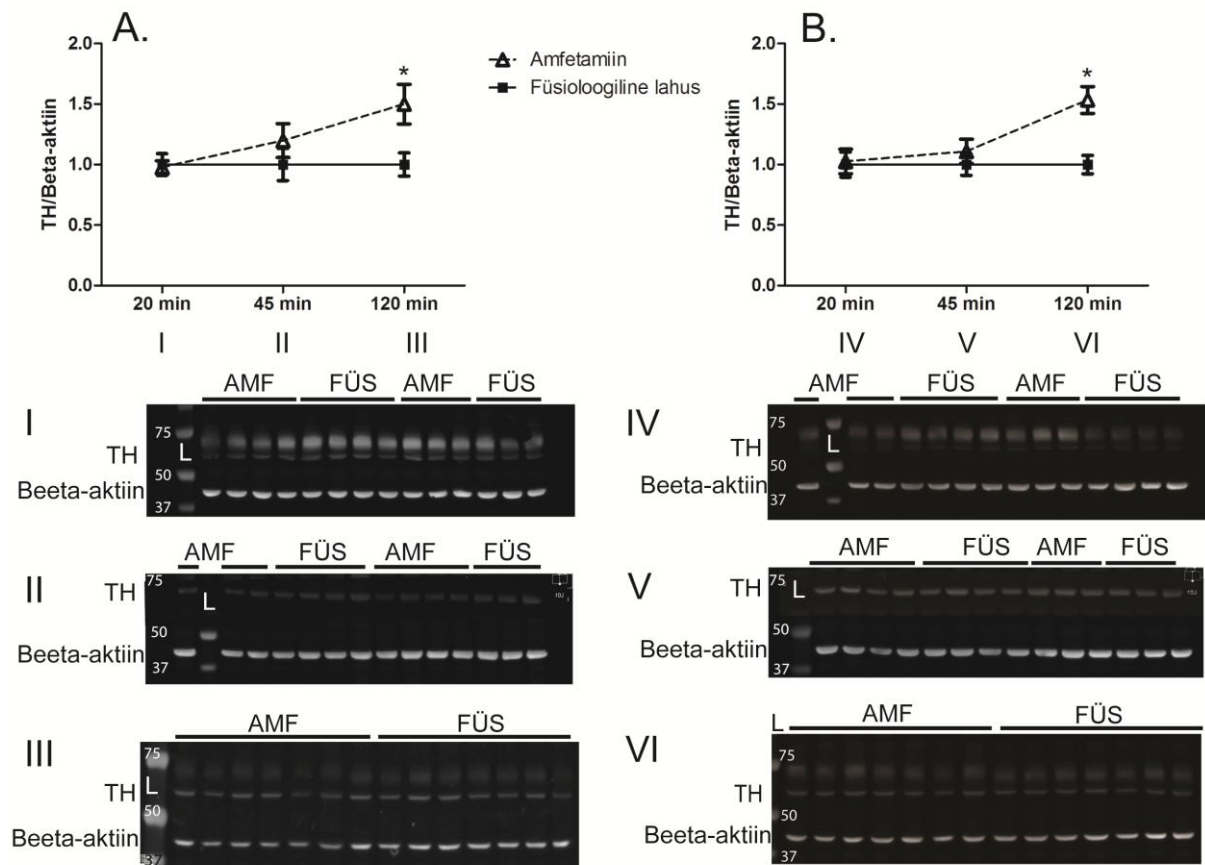 A.
2.0
1.5
1.0
0.5
0.0
TH/Beta-aktiin
*
20 min
45 min
120 min
I
II
III
Amfetamiin
Füsioloogiline lahus
B.
2.0
1.5
1.0
0.5
0.0
TH/Beta-aktiin
*
20 min
45 min
120 min
IV
V
VI
I
AMF FÜS AMF FÜS
75
L
TH
50
Beeta-aktiin
37
IV
AMF FÜS AMF FÜS
75
L
TH
50
Beeta-aktiin
37
II
AMF FÜS AMF FÜS
75
TH
L
50
Beeta-aktiin
37
V
AMF FÜS AMF FÜS
75
TH
L
50
Beeta-aktiin
37
III
AMF FÜS
75
L
TH
50
Beeta-aktiin
37
VI
L AMF FÜS
75
TH
50
Beeta-aktiin
37